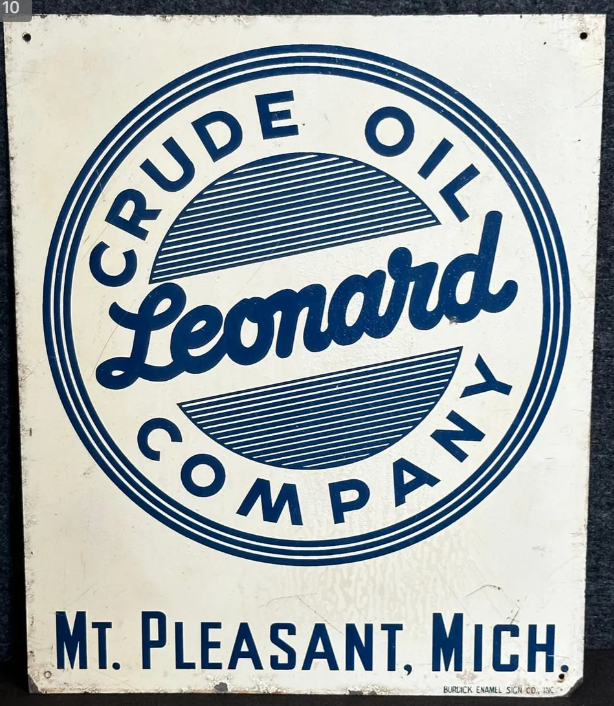 10
CRUDE OIL
Leonard
COMPANY
MT. PLEASANT, MICH.
BURDICK ENAMEL SIGN CO., INC.